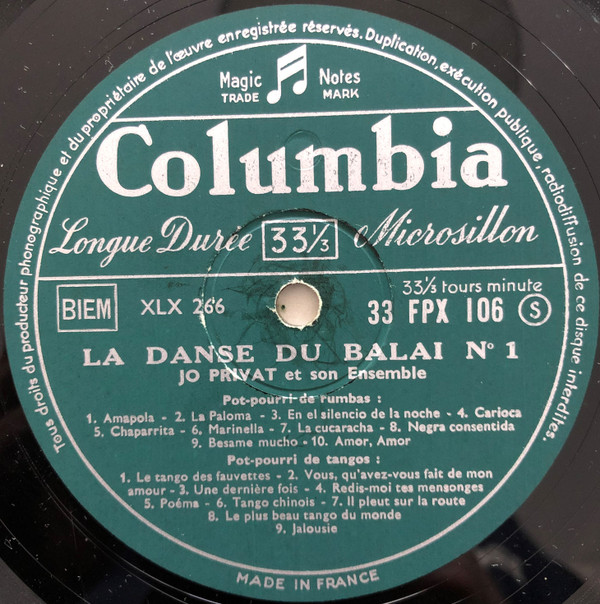 Tous droits du producteur phonographique et du propriétaire de l'œuvre enregistrée réservés. Duplication, exécution publique, radiodiffusion de ce disque interdites.
Magic Notes
TRADE MARK
Columbia
Longue Durée 33⅓ Microsillon
33⅓ tours minute
BIEM XLX 266 33 FPX 106 S
LA DANSE DU BALAI N° 1
JO PRIVAT et son Ensemble
Pot-pourri de rumbas :
1. Amapola - 2. La Paloma - 3. En el silencio de la noche - 4. Carioca
5. Chaparrita - 6. Marinella - 7. La cucaracha - 8. Negra consentida
9. Besame mucho - 10. Amor, Amor
Pot-pourri de tangos :
1. Le tango des fauvettes - 2. Vous, qu'avez-vous fait de mon
amour - 3. Une dernière fois - 4. Redis-moi tes mensonges
5. Poéma - 6. Tango chinois - 7. Il pleut sur la route
8. Le plus beau tango du monde
9. Jalousie
MADE IN FRANCE